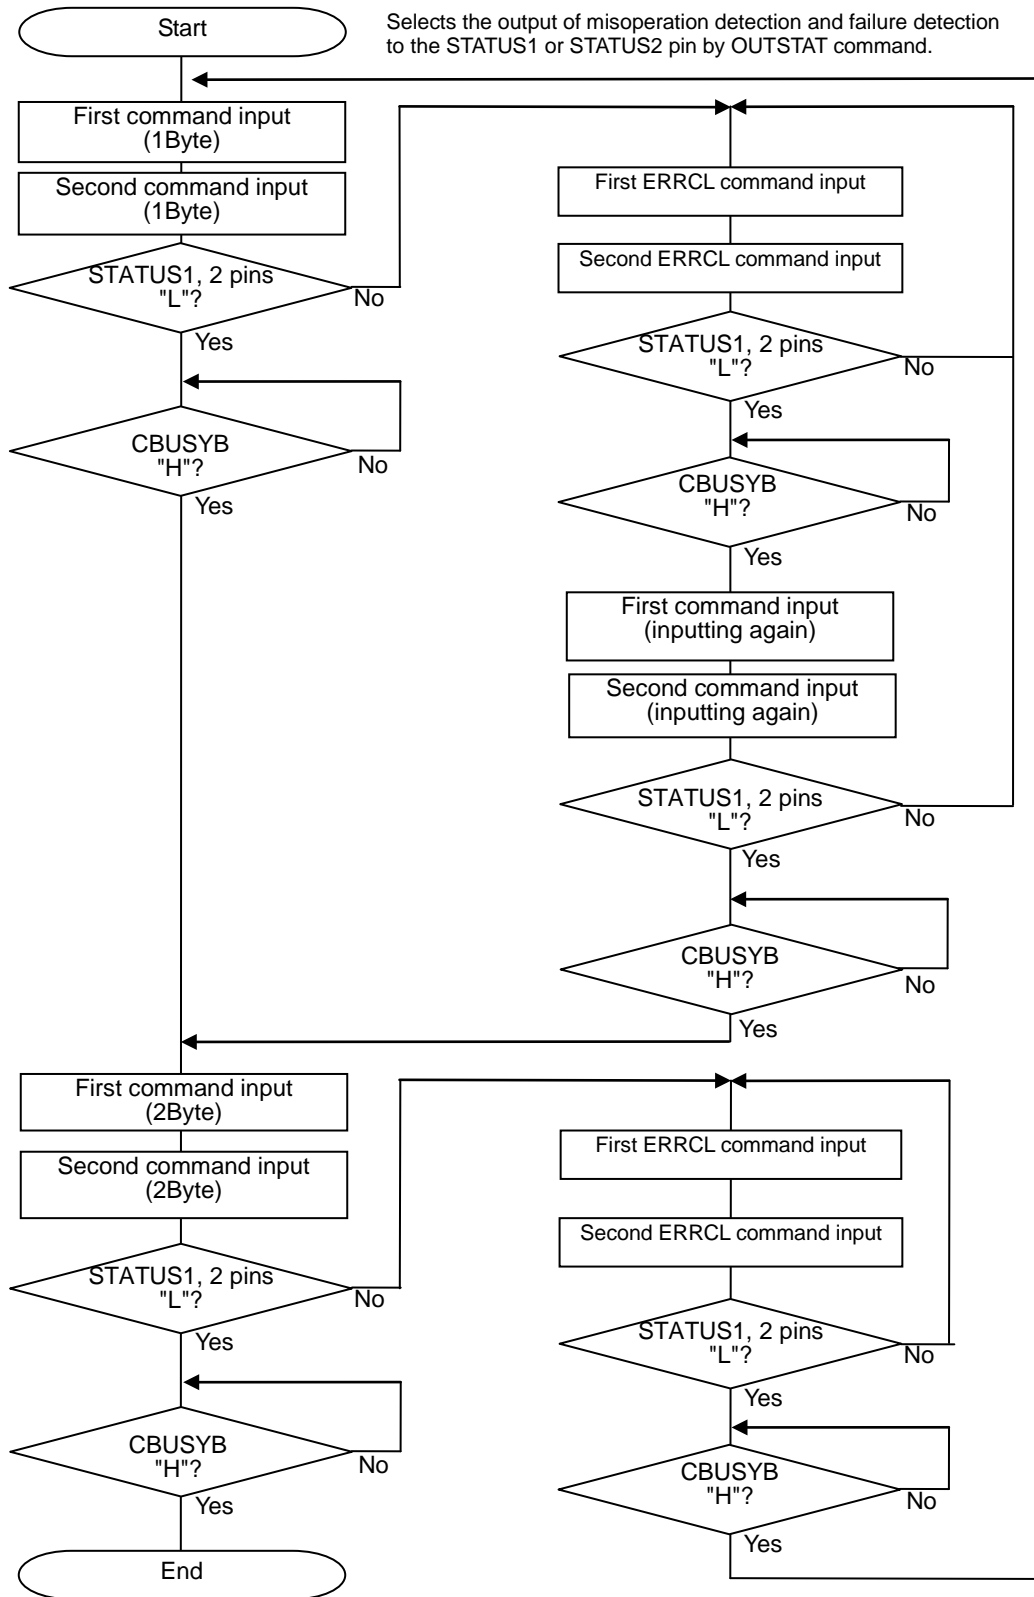 Start
Selects the output of misoperation detection and failure detection
to the STATUS1 or STATUS2 pin by OUTSTAT command.
First command input
(1Byte)
Second command input
(1Byte)
STATUS1, 2 pins
"L"?
No
Yes
CBUSYB
"H"?
No
Yes
First ERRCL command input
Second ERRCL command input
STATUS1, 2 pins
"L"?
No
Yes
CBUSYB
"H"?
No
Yes
First command input
(inputting again)
Second command input
(inputting again)
STATUS1, 2 pins
"L"?
No
Yes
CBUSYB
"H"?
No
Yes
First command input
(2Byte)
Second command input
(2Byte)
STATUS1, 2 pins
"L"?
No
Yes
CBUSYB
"H"?
No
Yes
End
First ERRCL command input
Second ERRCL command input
STATUS1, 2 pins
"L"?
No
Yes
CBUSYB
"H"?
No
Yes